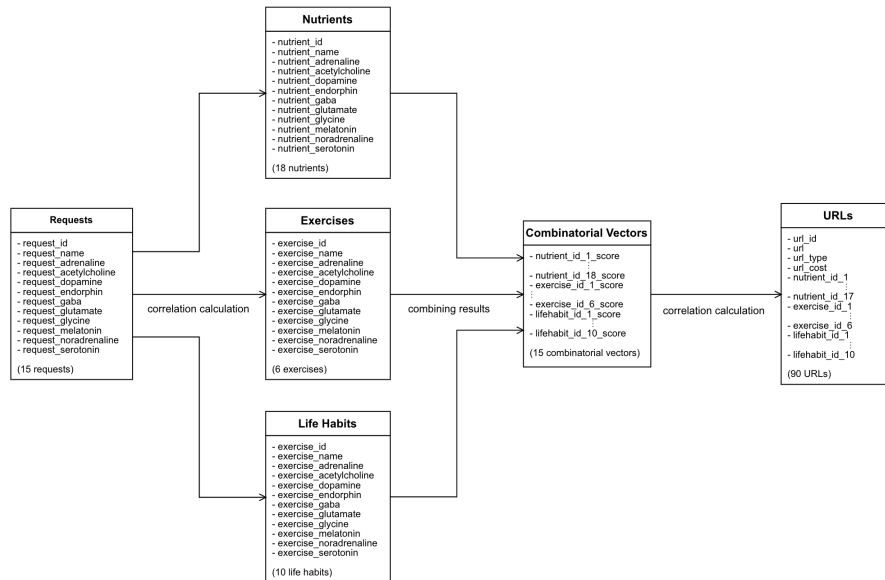 Nutrients
- nutrient_id
- nutrient_name
- nutrient_adrenaline
- nutrient_acetylcholine
- nutrient_dopamine
- nutrient_endorphin
- nutrient_gaba
- nutrient_glutamate
- nutrient_glycine
- nutrient_melatonin
- nutrient_noradrenaline
- nutrient_serotonin
(18 nutrients)
Requests
- request_id
- request_name
- request_adrenaline
- request_acetylcholine
- request_dopamine
- request_endorphin
- request_gaba
- request_glutamate
- request_glycine
- request_melatonin
- request_noradrenaline
- request_serotonin
(15 requests)
correlation calculation
Exercises
- exercise_id
- exercise_name
- exercise_adrenaline
- exercise_acetylcholine
- exercise_dopamine
- exercise_endorphin
- exercise_gaba
- exercise_glutamate
- exercise_glycine
- exercise_melatonin
- exercise_noradrenaline
- exercise_serotonin
(6 exercises)
combining results
Life Habits
- exercise_id
- exercise_name
- exercise_adrenaline
- exercise_acetylcholine
- exercise_dopamine
- exercise_endorphin
- exercise_gaba
- exercise_glutamate
- exercise_glycine
- exercise_melatonin
- exercise_noradrenaline
- exercise_serotonin
(10 life habits)
Combinatorial Vectors
- nutrient_id_1_score
- nutrient_id_18_score
- exercise_id_1_score
- exercise_id_6_score
- lifehabit_id_1_score
- lifehabit_id_10_score
(15 combinatorial vectors)
correlation calculation
URLs
- url_id
- url
- url_type
- url_cost
- nutrient_id_1
- nutrient_id_17
- exercise_id_1
- exercise_id_6
- lifehabit_id_1
- lifehabit_id_10
(90 URLs)